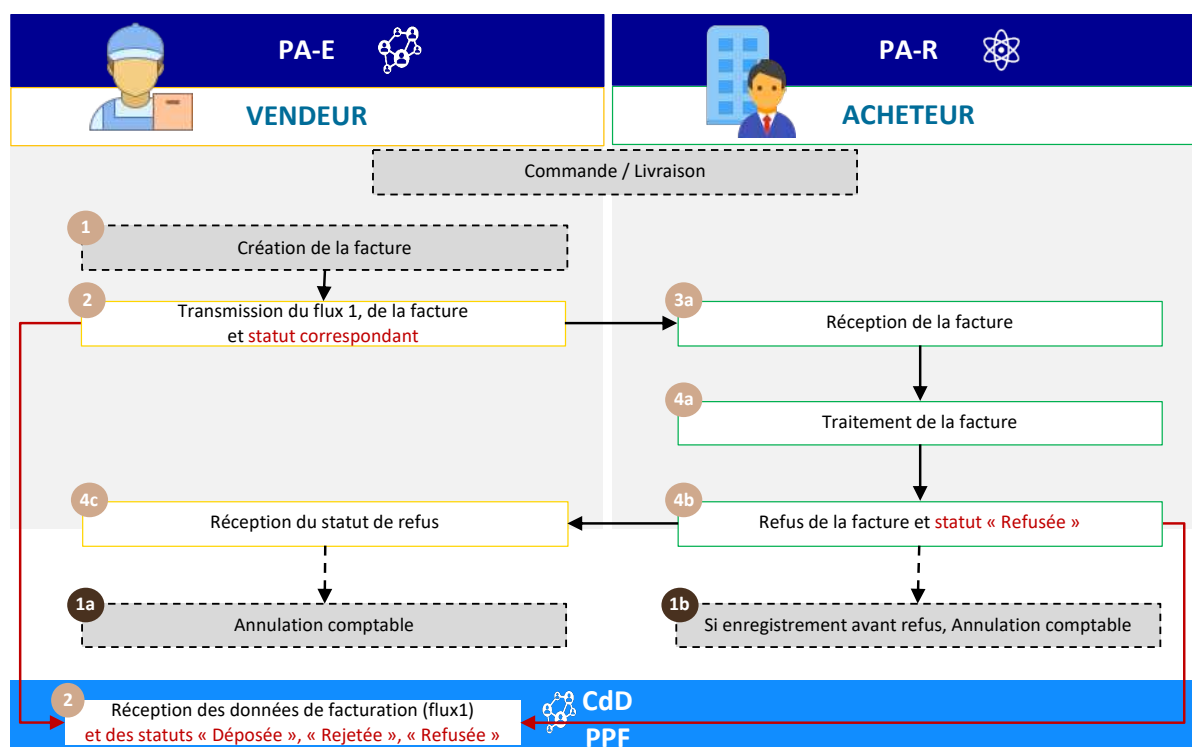 PA-E
PA-R
VENDEUR
ACHETEUR
Commande / Livraison
1
Création de la facture
2
Transmission du flux 1, de la facture
et statut correspondant
3a
Réception de la facture
4a
Traitement de la facture
4c
Réception du statut de refus
4b
Refus de la facture et statut « Refusée »
1a
Annulation comptable
1b
Si enregistrement avant refus, Annulation comptable
2
Réception des données de facturation (flux1)
et des statuts « Déposée », « Rejetée », « Refusée »
CdD
PPF